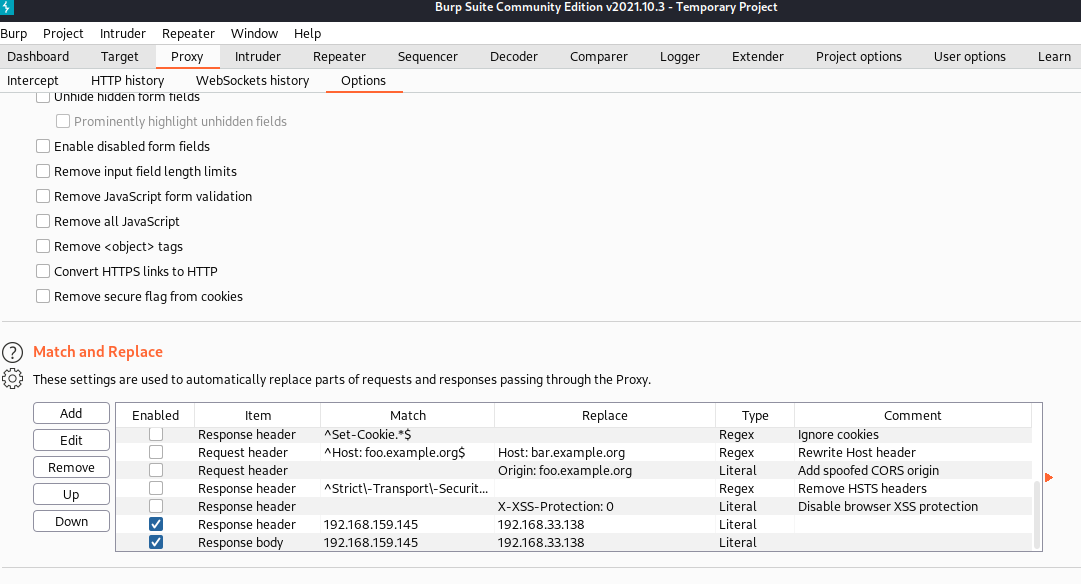 Burp Suite Community Edition v2021.10.3 - Temporary Project
Burp Project Intruder Repeater Window Help
Dashboard Target Proxy Intruder Repeater Sequencer Decoder Comparer Logger Extender Project options User options Learn
Intercept HTTP history WebSockets history Options
Unhide hidden form fields
Prominently highlight unhidden fields
Enable disabled form fields
Remove input field length limits
Remove JavaScript form validation
Remove all JavaScript
Remove <object> tags
Convert HTTPS links to HTTP
Remove secure flag from cookies
? Match and Replace
These settings are used to automatically replace parts of requests and responses passing through the Proxy.
Add
Edit
Remove
Up
Down
Enabled Item Match Replace Type Comment
Response header ^Set-Cookie.*$ Regex Ignore cookies
Request header ^Host: foo.example.org$ Host: bar.example.org Regex Rewrite Host header
Request header Origin: foo.example.org Literal Add spoofed CORS origin
Response header ^Strict\-Transport\-Securit... Regex Remove HSTS headers
Response header X-XSS-Protection: 0 Literal Disable browser XSS protection
Response header 192.168.159.145 192.168.33.138 Literal
Response body 192.168.159.145 192.168.33.138 Literal